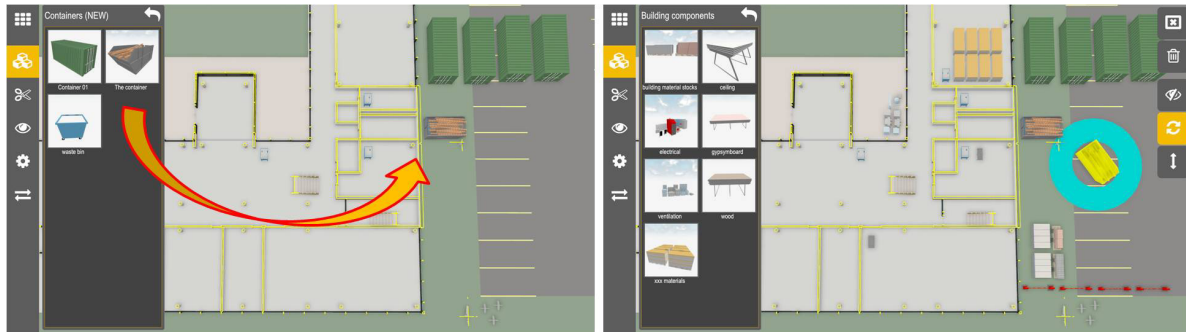 Containers (NEW)
Container 01
The container
waste bin
Building components
building material stocks
ceiling
electrical
gypsymboard
ventilation
wood
xxx materials